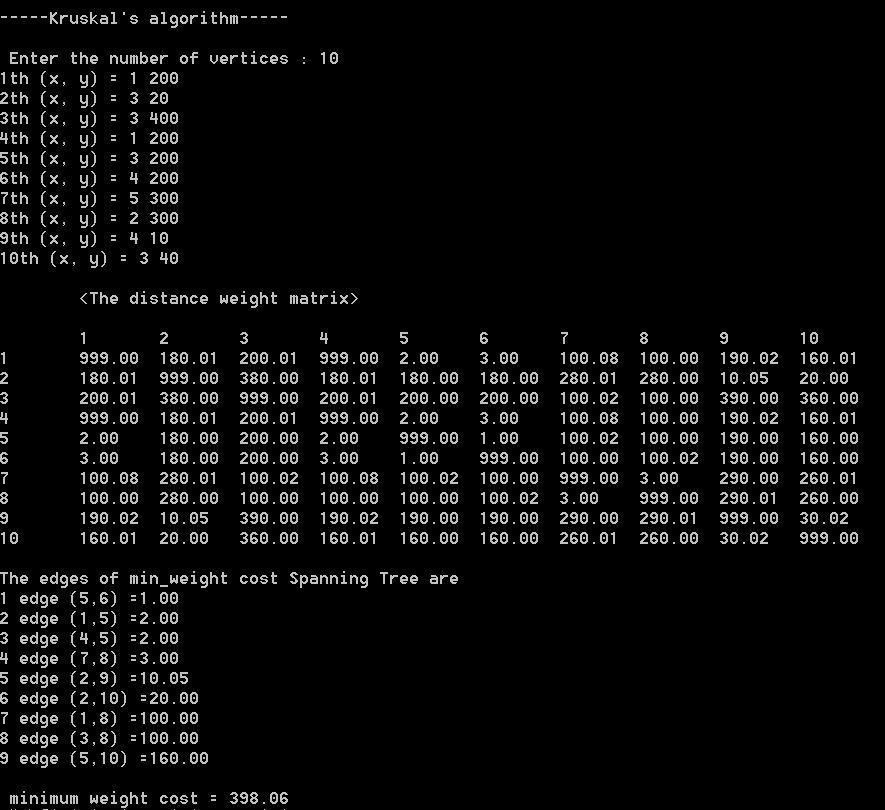 -----Kruskal's algorithm-----
Enter the number of vertices : 10
1th (x, y) = 1 200
2th (x, y) = 3 20
3th (x, y) = 3 400
4th (x, y) = 1 200
5th (x, y) = 3 200
6th (x, y) = 4 200
7th (x, y) = 5 300
8th (x, y) = 2 300
9th (x, y) = 4 10
10th (x, y) = 3 40
<The distance weight matrix>
1 2 3 4 5 6 7 8 9 10
1 999.00 180.01 200.01 999.00 2.00 3.00 100.08 100.00 190.02 160.01
2 180.01 999.00 380.00 180.01 180.00 180.00 280.01 280.00 10.05 20.00
3 200.01 380.00 999.00 200.01 200.00 200.00 100.02 100.00 390.00 360.00
4 999.00 180.01 200.01 999.00 2.00 3.00 100.08 100.00 190.02 160.01
5 2.00 180.00 200.00 2.00 999.00 1.00 100.02 100.00 190.00 160.00
6 3.00 180.00 200.00 3.00 1.00 999.00 100.00 100.02 190.00 160.00
7 100.08 280.01 100.02 100.08 100.02 100.00 999.00 3.00 290.00 260.01
8 100.00 280.00 100.00 100.00 100.00 100.02 3.00 999.00 290.01 260.00
9 190.02 10.05 390.00 190.02 190.00 190.00 290.00 290.01 999.00 30.02
10 160.01 20.00 360.00 160.01 160.00 160.00 260.01 260.00 30.02 999.00
The edges of min_weight cost Spanning Tree are
1 edge (5,6) =1.00
2 edge (1,5) =2.00
3 edge (4,5) =2.00
4 edge (7,8) =3.00
5 edge (2,9) =10.05
6 edge (2,10) =20.00
7 edge (1,8) =100.00
8 edge (3,8) =100.00
9 edge (5,10) =160.00
minimum weight cost = 398.06